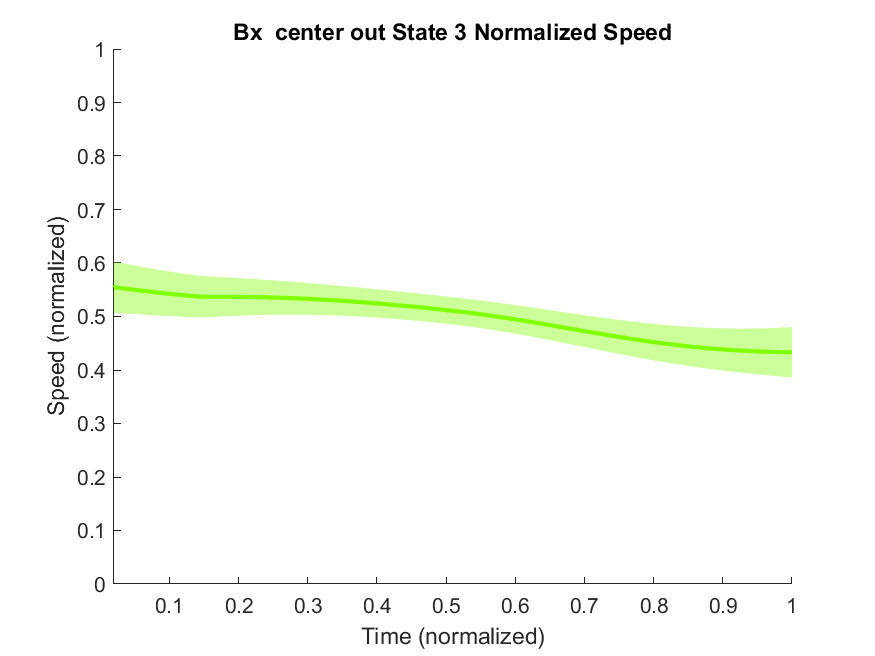 Bx  center out State 3 Normalized Speed
1
0.9
0.8
0.7
0.6
0.5
0.4
0.3
0.2
0.1
0
Speed (normalized)
0.1 0.2 0.3 0.4 0.5 0.6 0.7 0.8 0.9 1
Time (normalized)